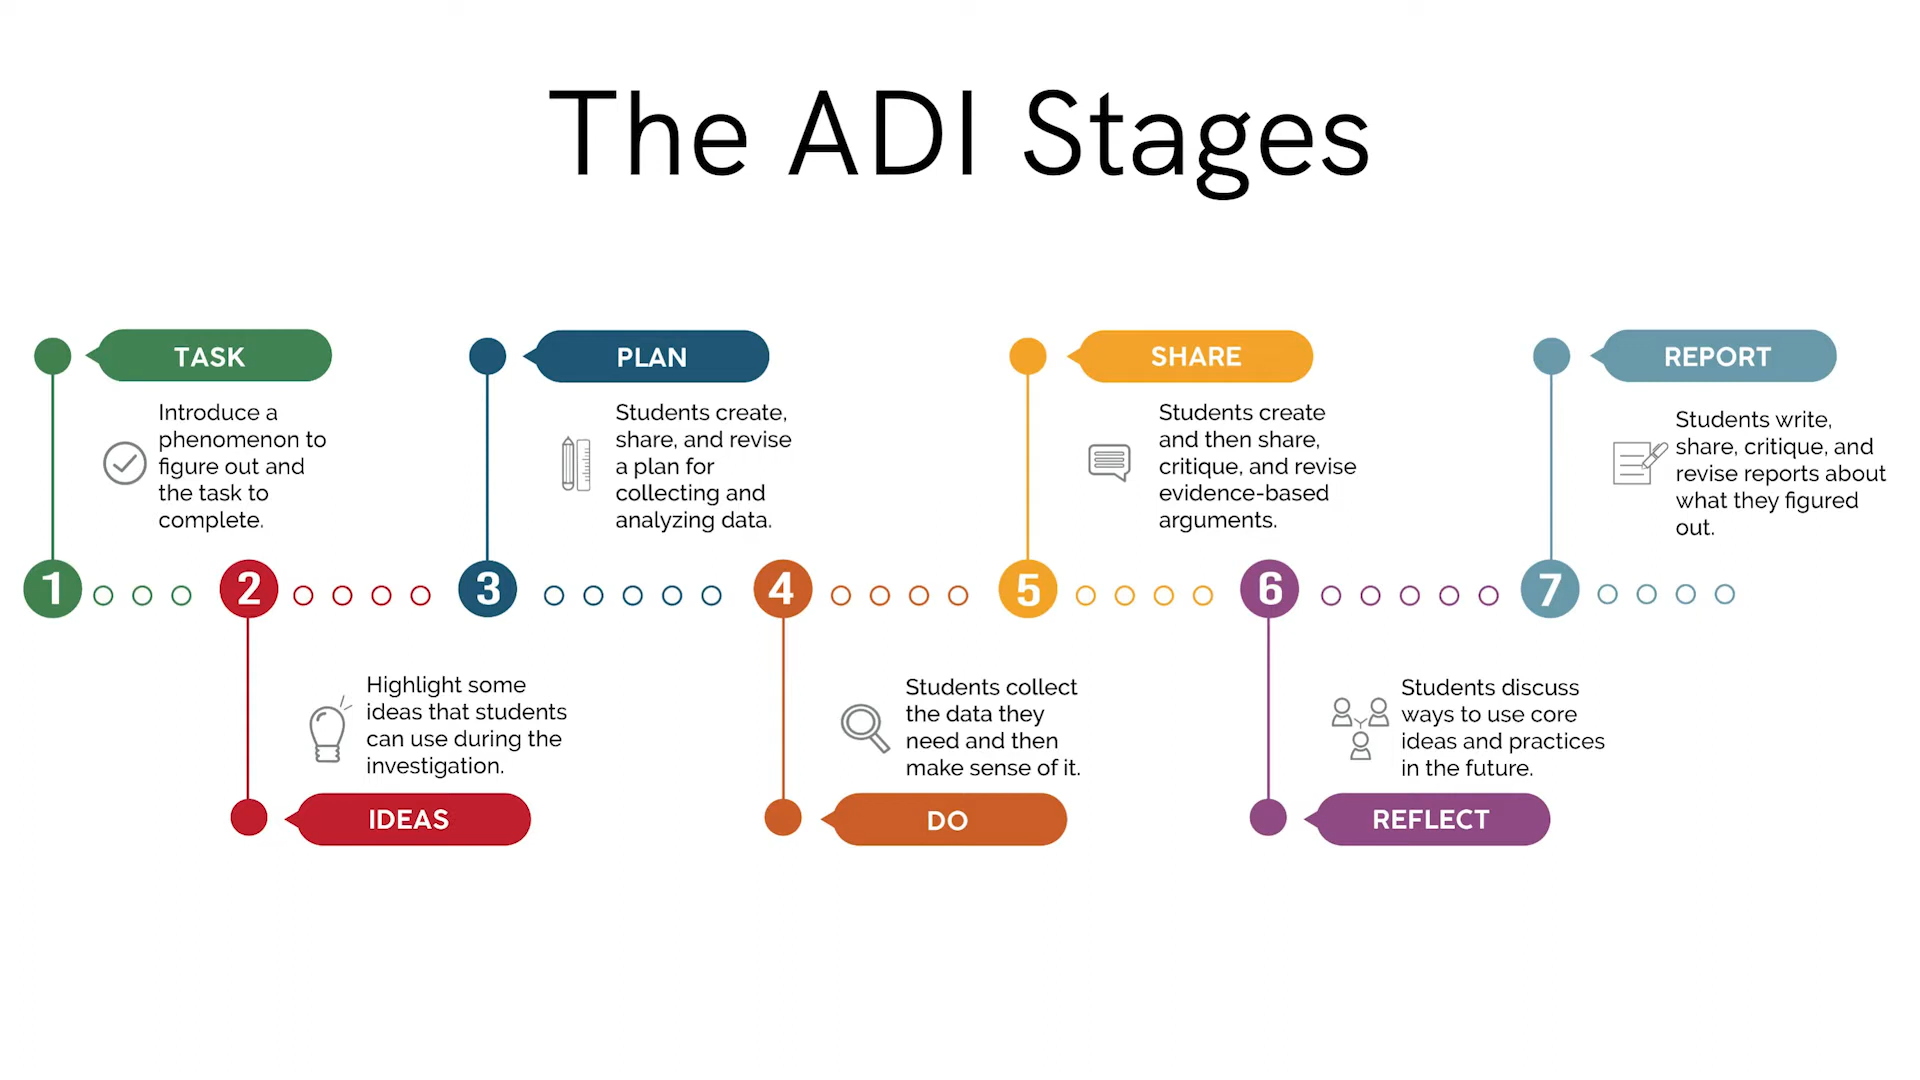 The ADI Stages
TASK
Introduce a
phenomenon to
figure out and
the task to
complete.
PLAN
Students create,
share, and revise
a plan for
collecting and
analyzing data.
SHARE
Students create
and then share,
critique, and revise
evidence-based
arguments.
REPORT
Students write,
share, critique, and
revise reports about
what they figured
out.
1
2
3
4
5
6
7
Highlight some
ideas that students
can use during the
investigation.
IDEAS
Students collect
the data they
need and then
make sense of it.
DO
Students discuss
ways to use core
ideas and practices
in the future.
REFLECT